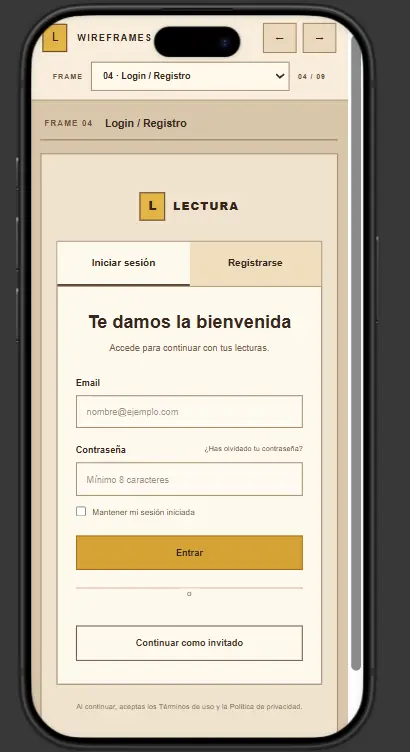 L WIREFRAMES ← →
FRAME 04 · Login / Registro 04 / 09
FRAME 04 Login / Registro
L LECTURA
Iniciar sesión Registrarse
Te damos la bienvenida
Accede para continuar con tus lecturas.
Email
nombre@ejemplo.com
Contraseña ¿Has olvidado tu contraseña?
Mínimo 8 caracteres
Mantener mi sesión iniciada
Entrar
o
Continuar como invitado
Al continuar, aceptas los Términos de uso y la Política de privacidad.